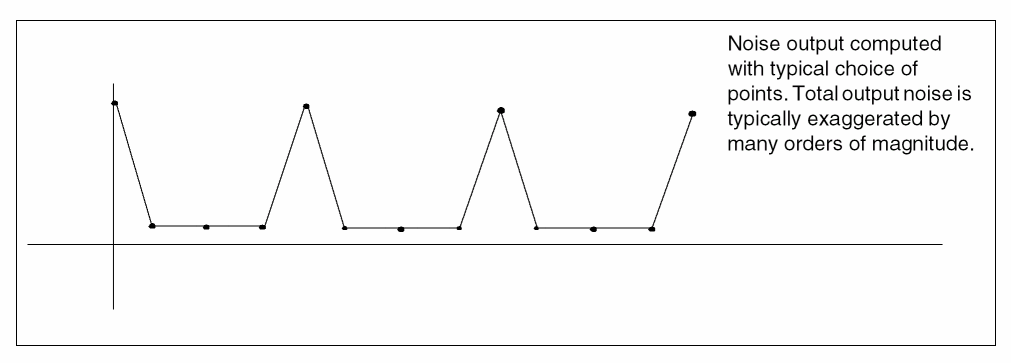 Noise output computed
with typical choice of
points. Total output noise is
typically exaggerated by
many orders of magnitude.